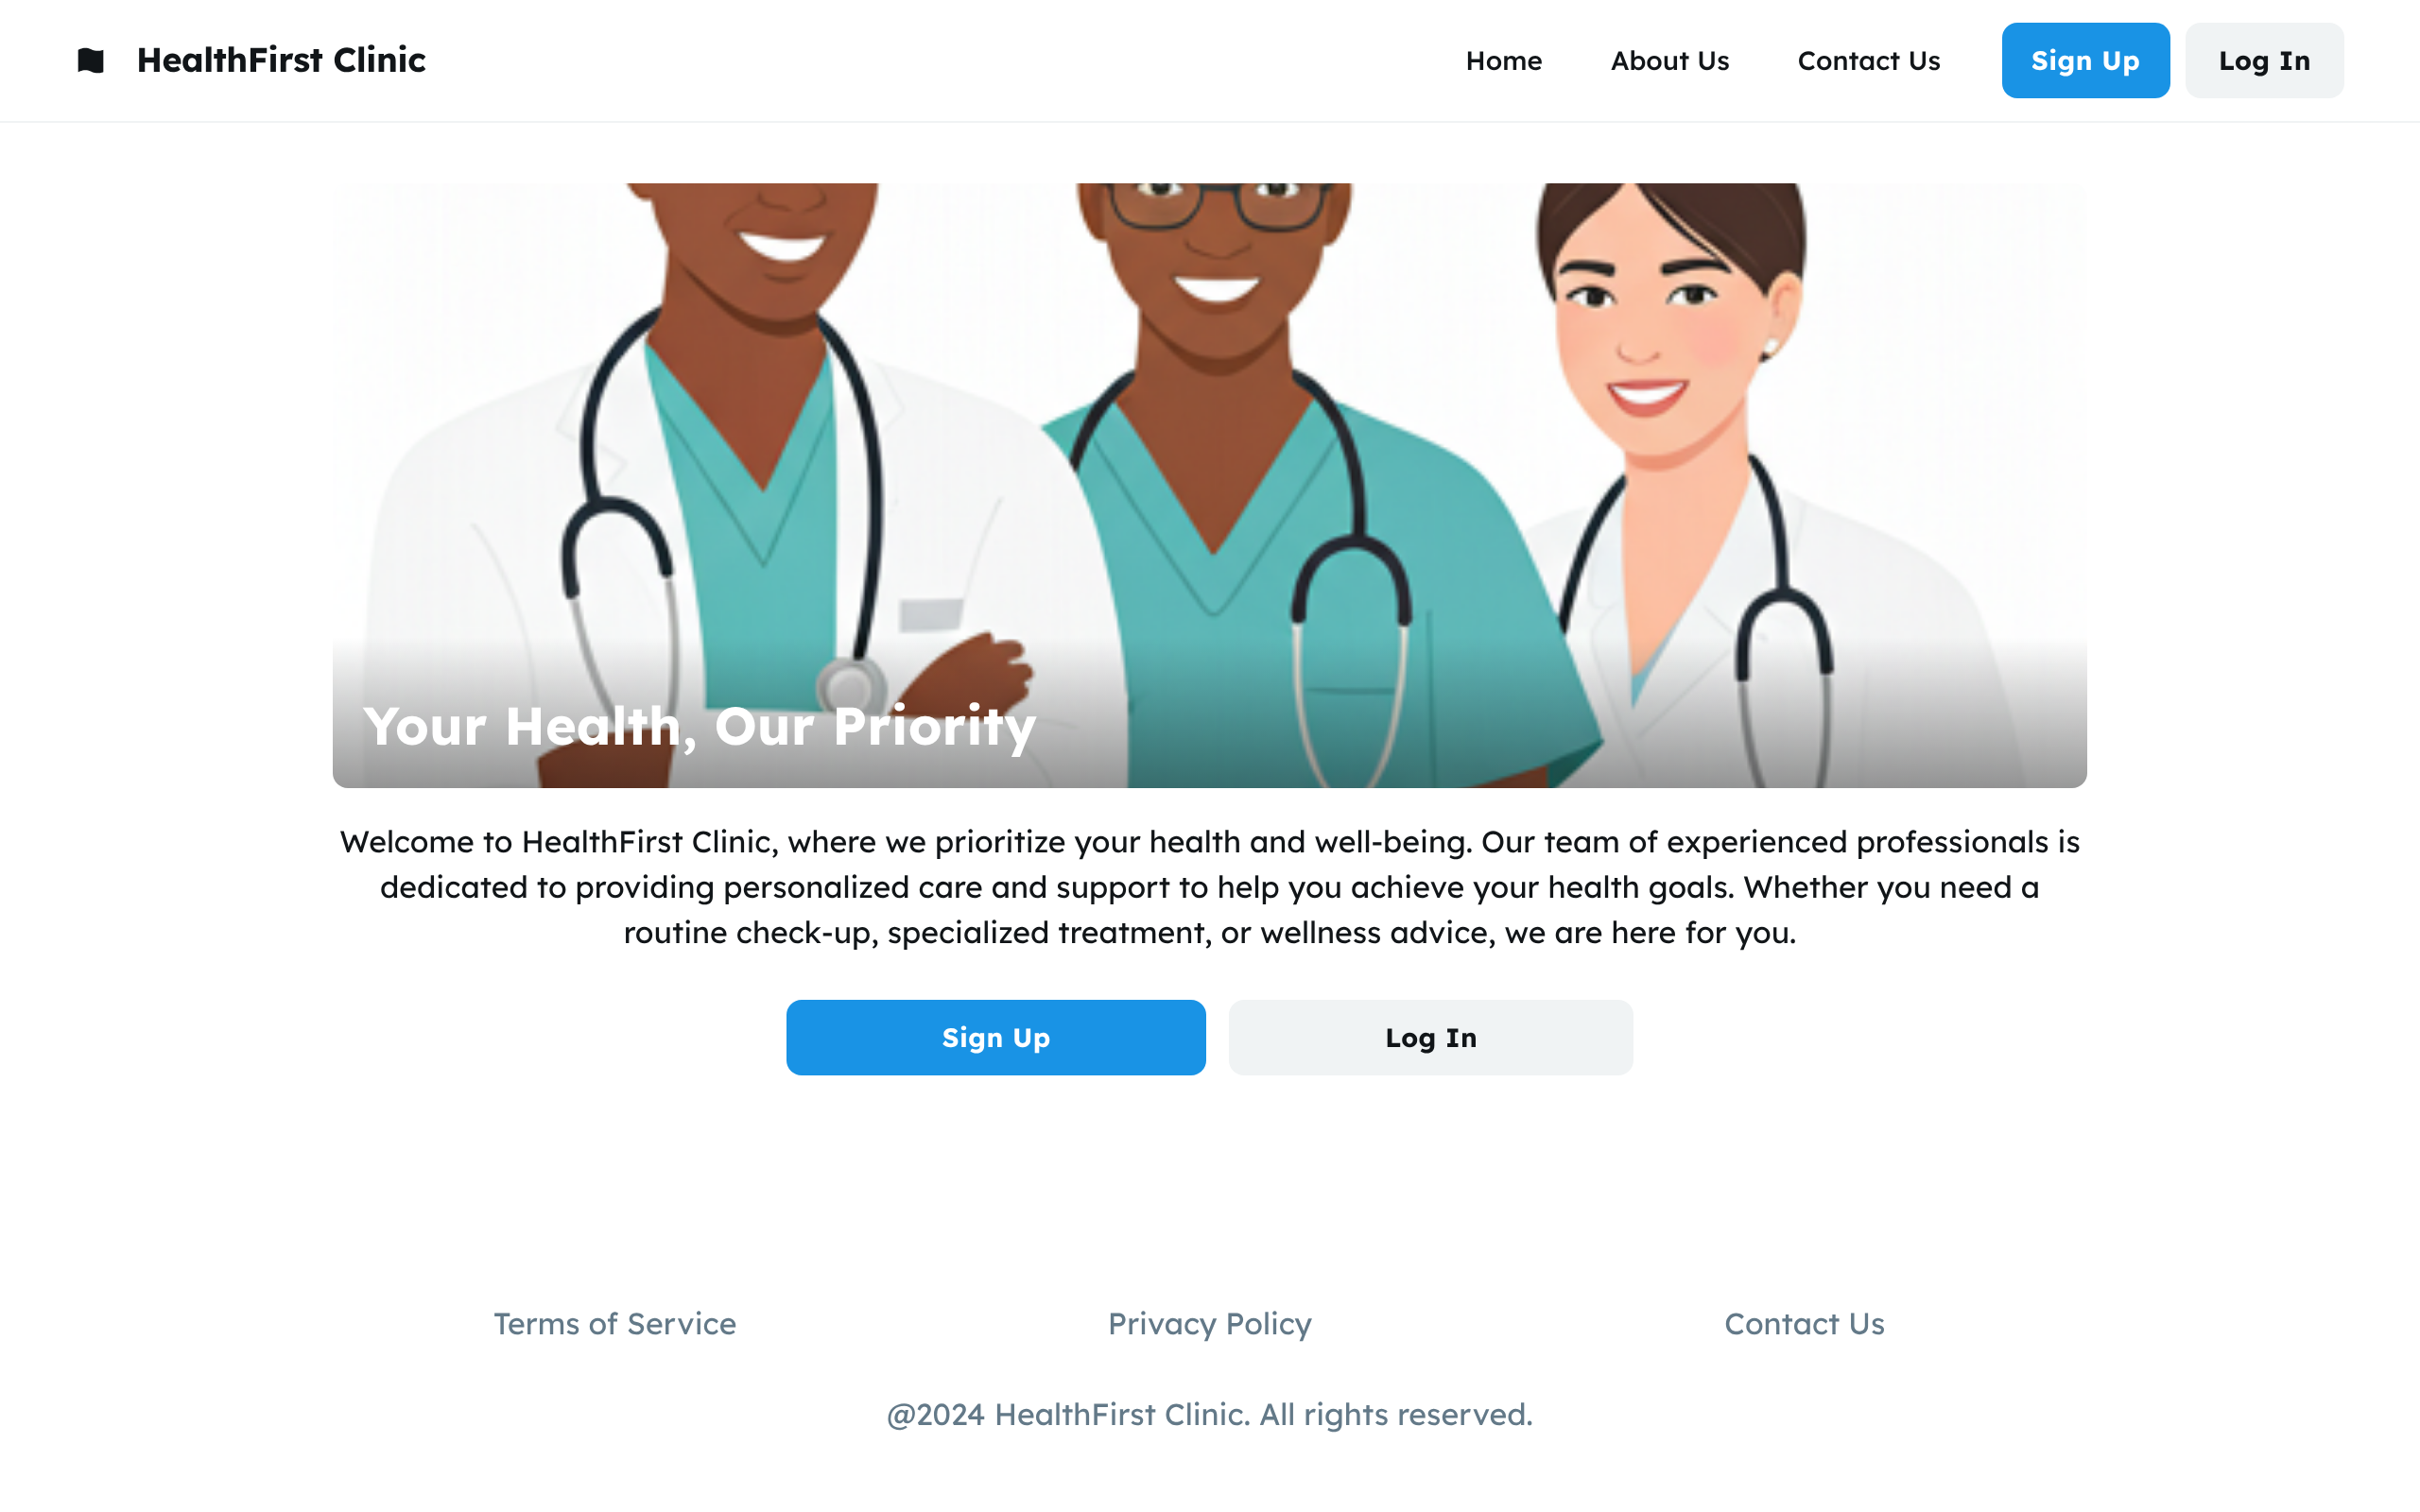 HealthFirst Clinic
Home
About Us
Contact Us
Sign Up
Log In
Your Health, Our Priority
Welcome to HealthFirst Clinic, where we prioritize your health and well-being. Our team of experienced professionals is
dedicated to providing personalized care and support to help you achieve your health goals. Whether you need a
routine check-up, specialized treatment, or wellness advice, we are here for you.
Sign Up
Log In
Terms of Service
Privacy Policy
Contact Us
@2024 HealthFirst Clinic. All rights reserved.